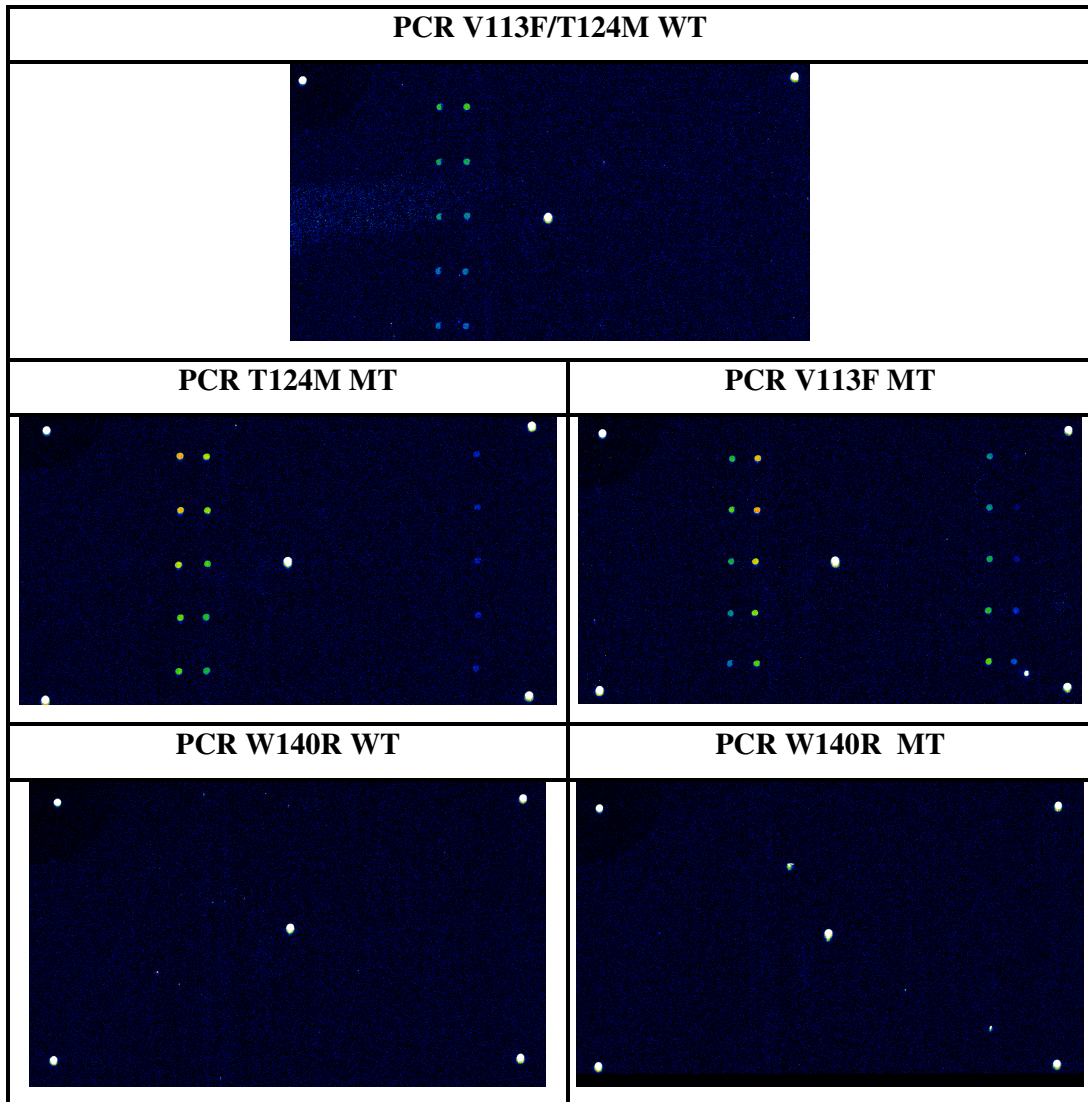 PCR V113F/T124M WT
PCR T124M MT
PCR V113F MT
PCR W140R WT
PCR W140R MT